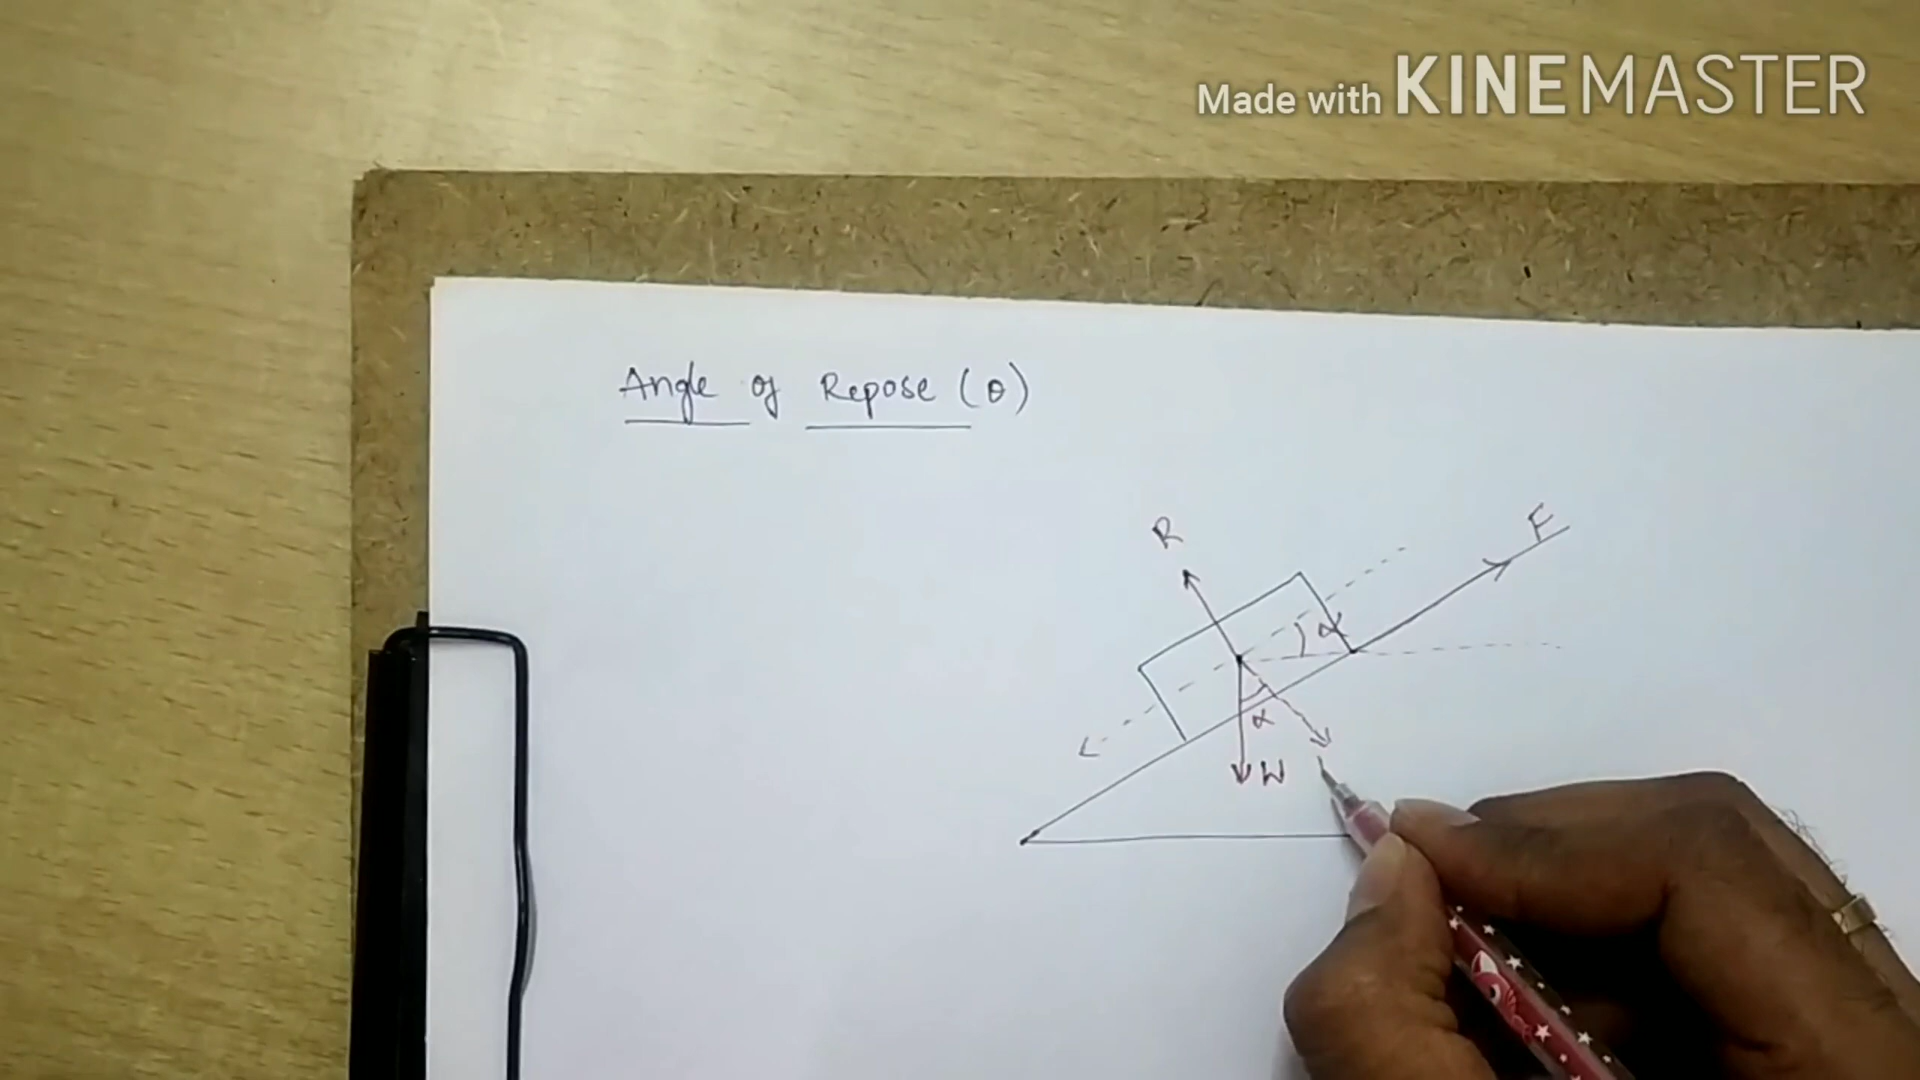 Made with KINEMASTER
Angle of Repose (θ)
R
F
α
α
W